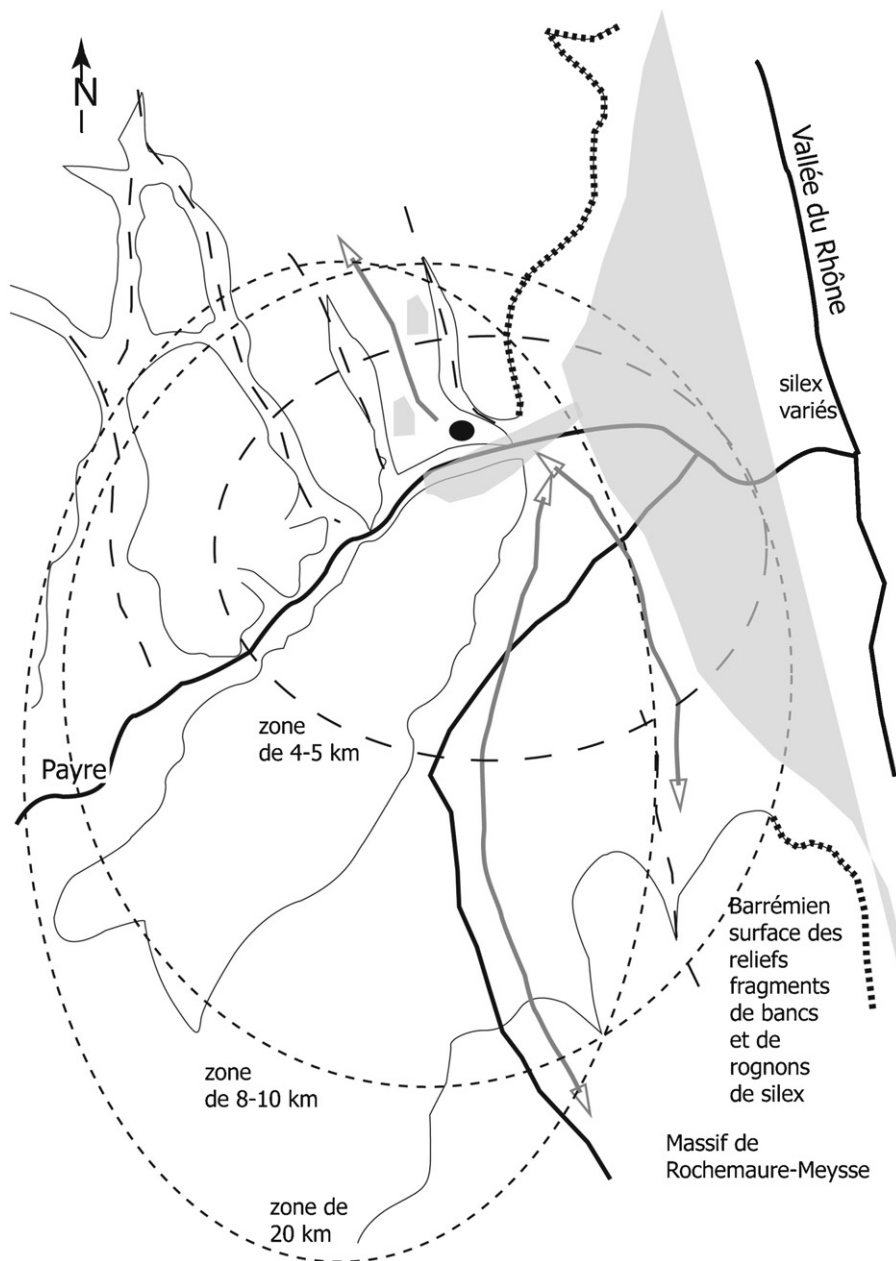 N
Vallée du Rhône
silex
variés
zone
de 4-5 km
Payre
Barrémien
surface des
reliefs
fragments
de bancs
et de
rognons
de silex
zone
de 8-10 km
Massif de
Rochemaure-Meysse
zone de
20 km